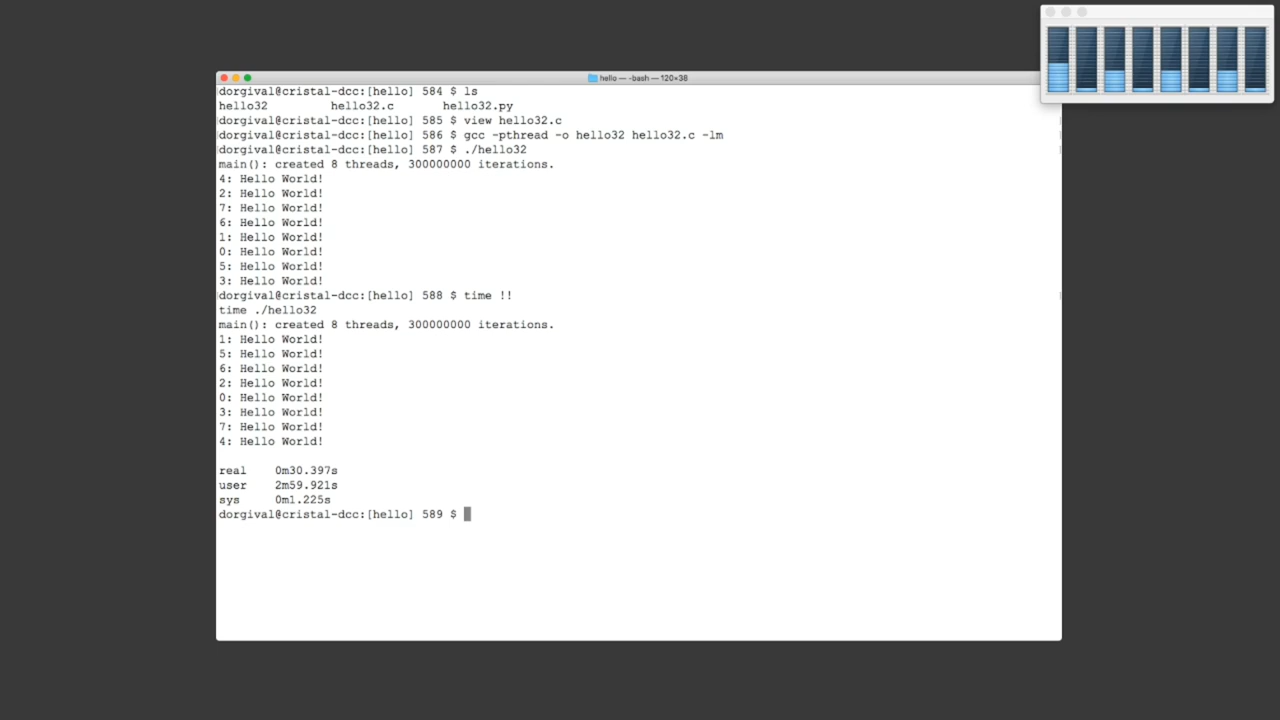 hello — -bash — 120×38
dorgival@cristal-dcc:[hello] 584 $ ls
hello32 hello32.c hello32.py
dorgival@cristal-dcc:[hello] 585 $ view hello32.c
dorgival@cristal-dcc:[hello] 586 $ gcc -pthread -o hello32 hello32.c -lm
dorgival@cristal-dcc:[hello] 587 $ ./hello32
main(): created 8 threads, 300000000 iterations.
4: Hello World!
2: Hello World!
7: Hello World!
6: Hello World!
1: Hello World!
0: Hello World!
5: Hello World!
3: Hello World!
dorgival@cristal-dcc:[hello] 588 $ time !!
time ./hello32
main(): created 8 threads, 300000000 iterations.
1: Hello World!
5: Hello World!
6: Hello World!
2: Hello World!
0: Hello World!
3: Hello World!
7: Hello World!
4: Hello World!
real 0m30.397s
user 2m59.921s
sys 0m1.225s
dorgival@cristal-dcc:[hello] 589 $